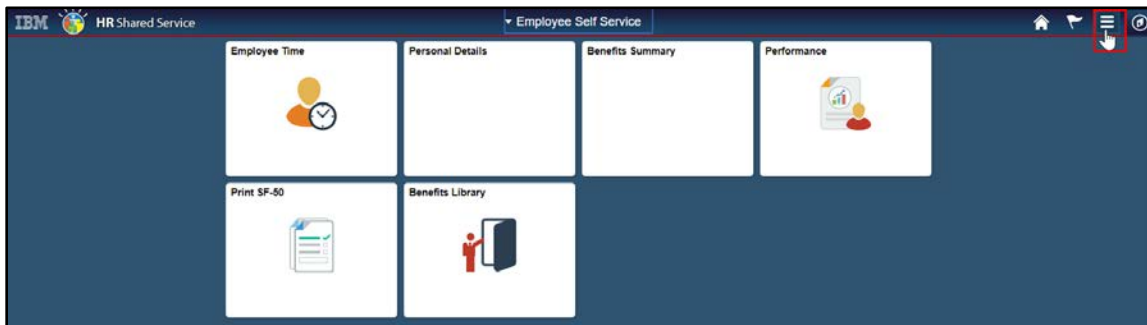 IBM HR Shared Service Employee Self Service
Employee Time Personal Details Benefits Summary Performance
Print SF-50 Benefits Library